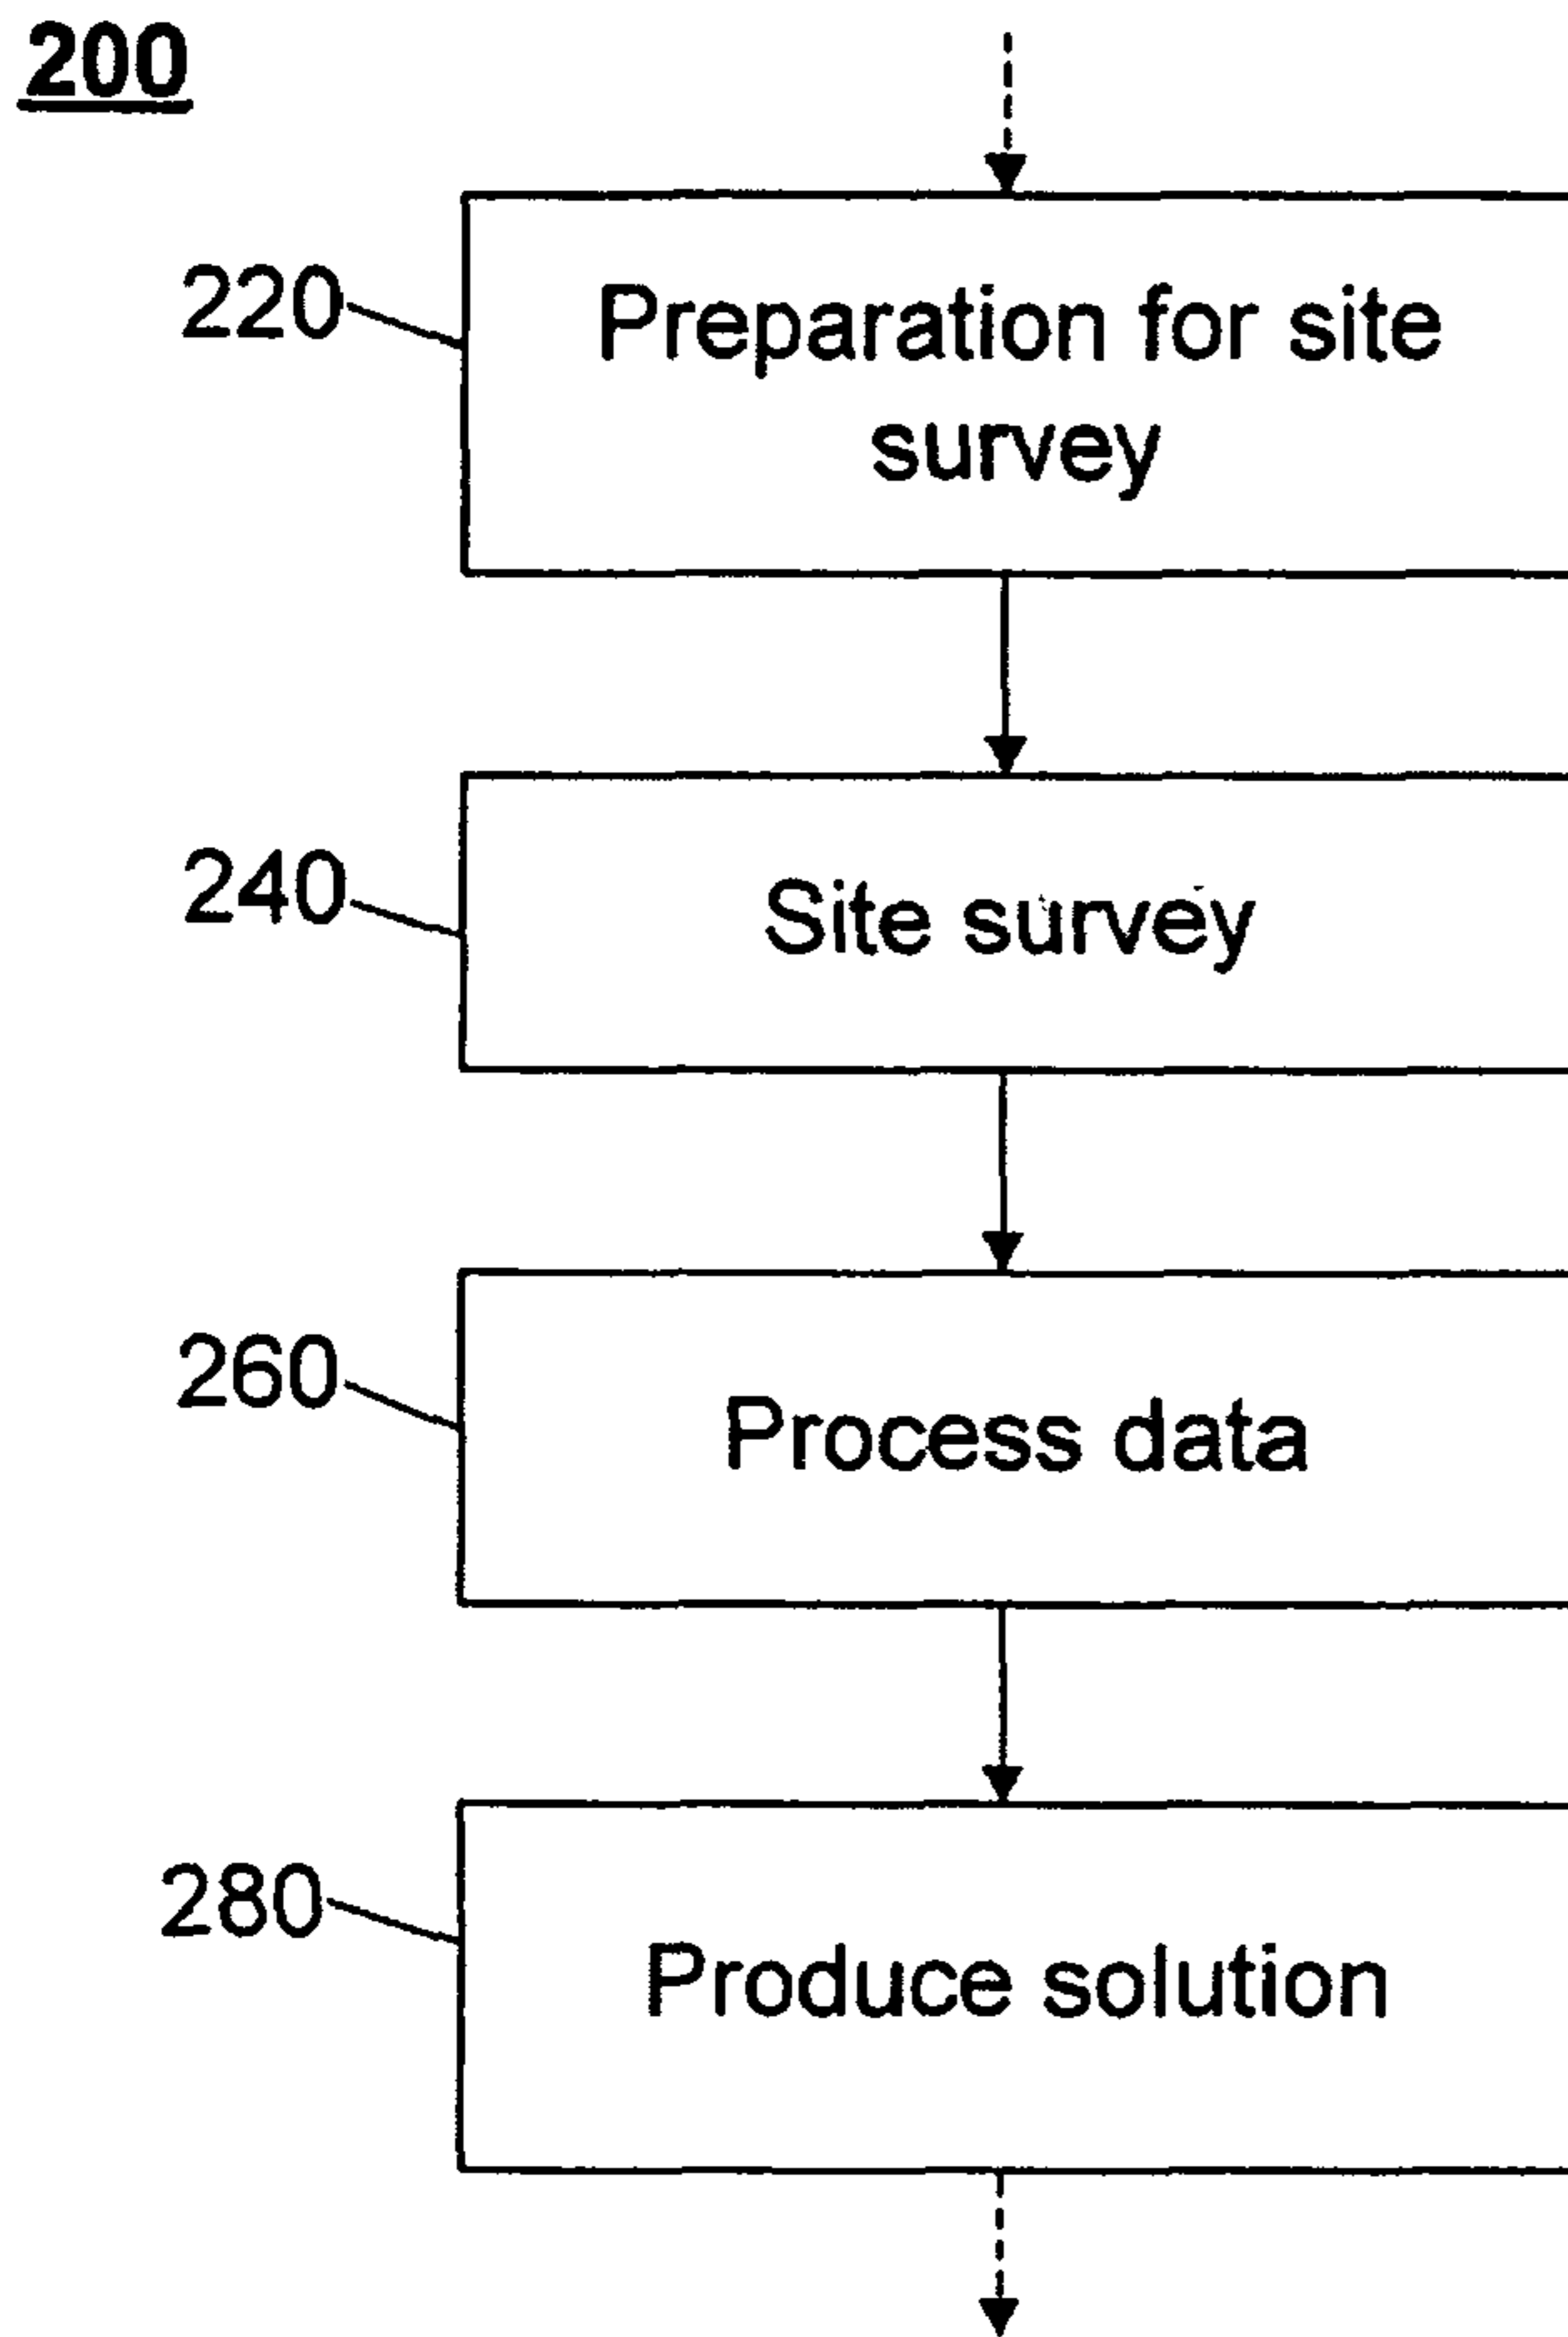 200
220
Preparation for site
survey
240
Site survey
260
Process data
280
Produce solution